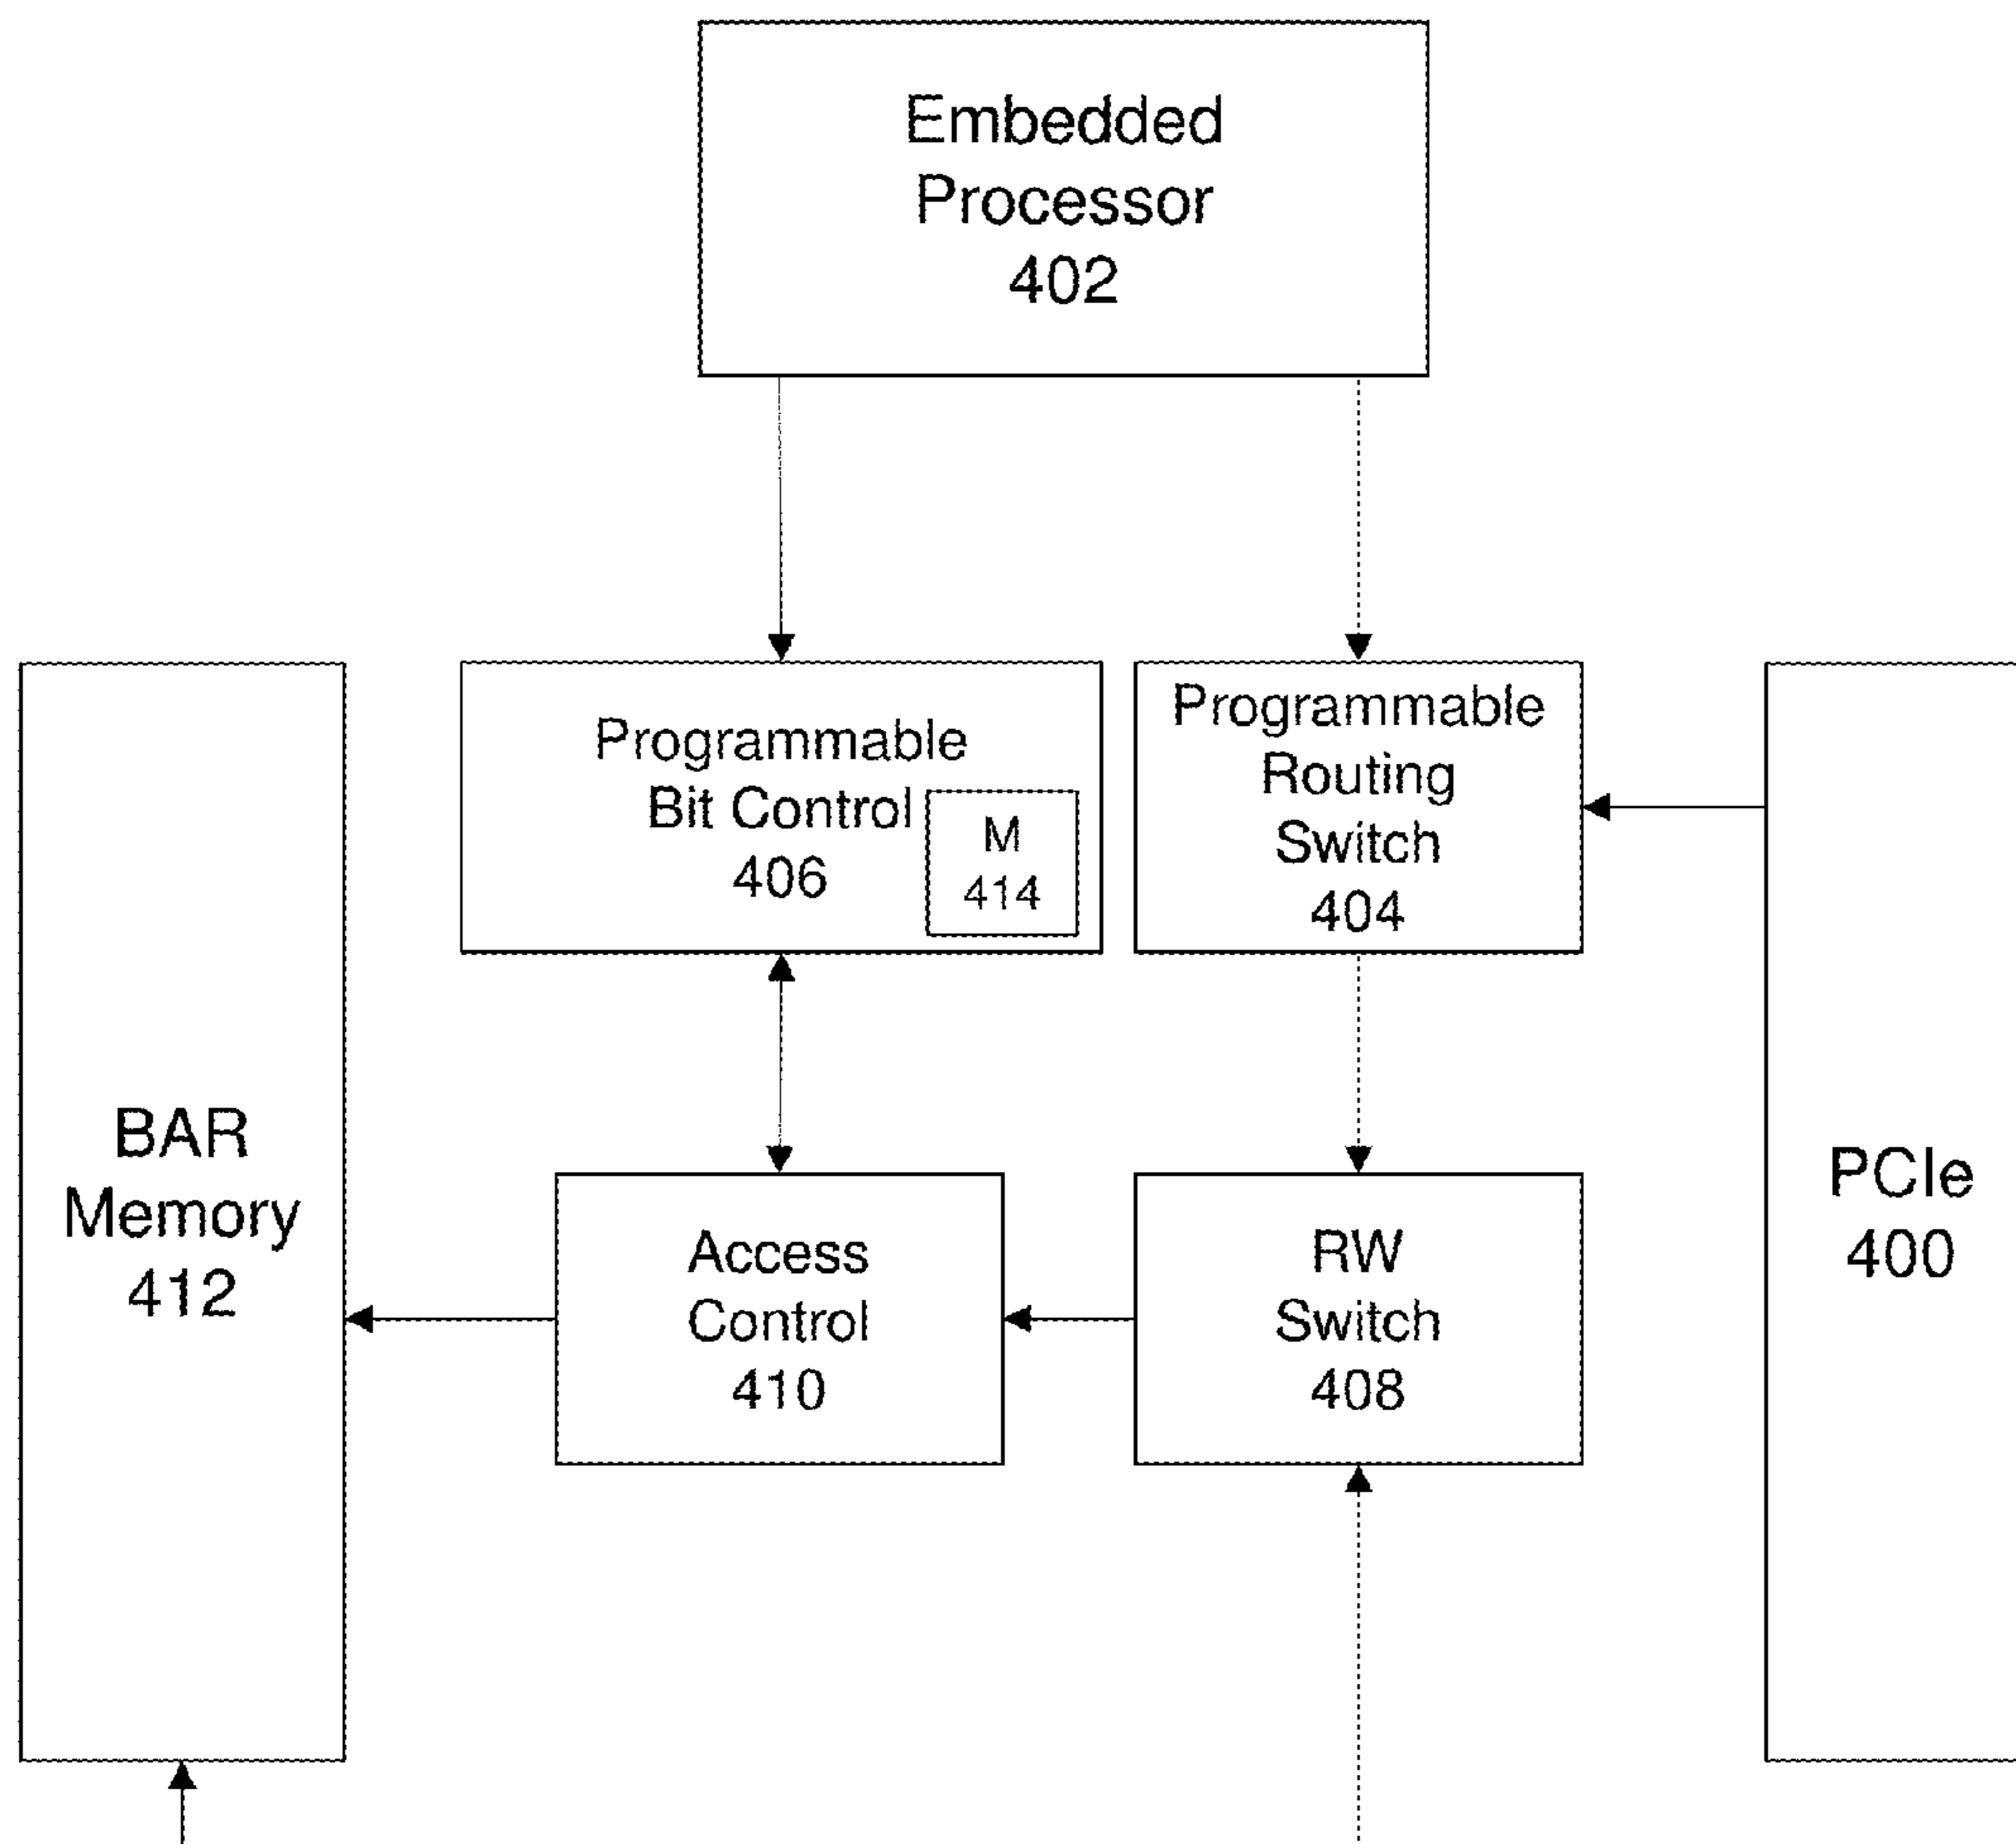 Embedded
Processor
402
Programmable
Bit Control
406
M
414
Programmable
Routing
Switch
404
BAR
Memory
412
Access
Control
410
RW
Switch
408
PCIe
400